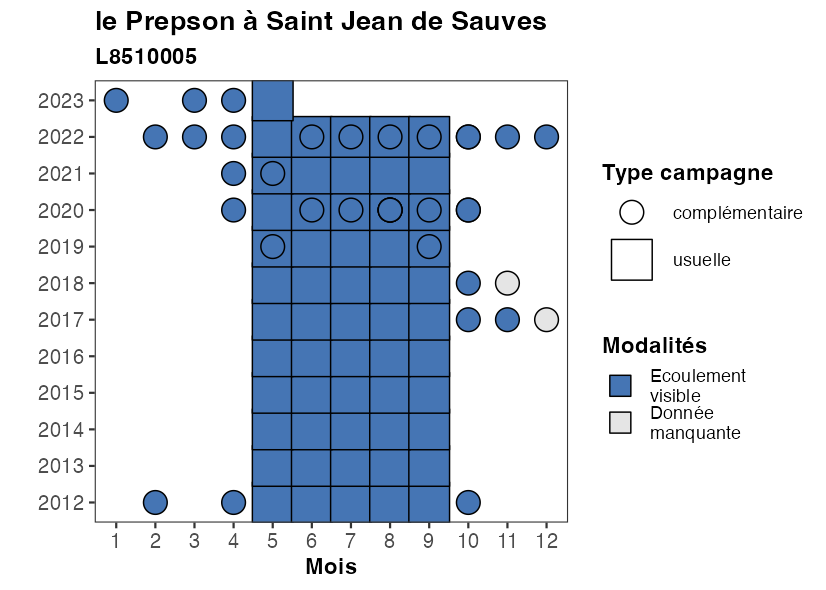 le Prepson à Saint Jean de Sauves
L8510005
2023
2022
2021
2020
2019
2018
2017
2016
2015
2014
2013
2012
1 2 3 4 5 6 7 8 9 10 11 12
Mois
Type campagne
complémentaire
usuelle
Modalités
Ecoulement
visible
Donnée
manquante